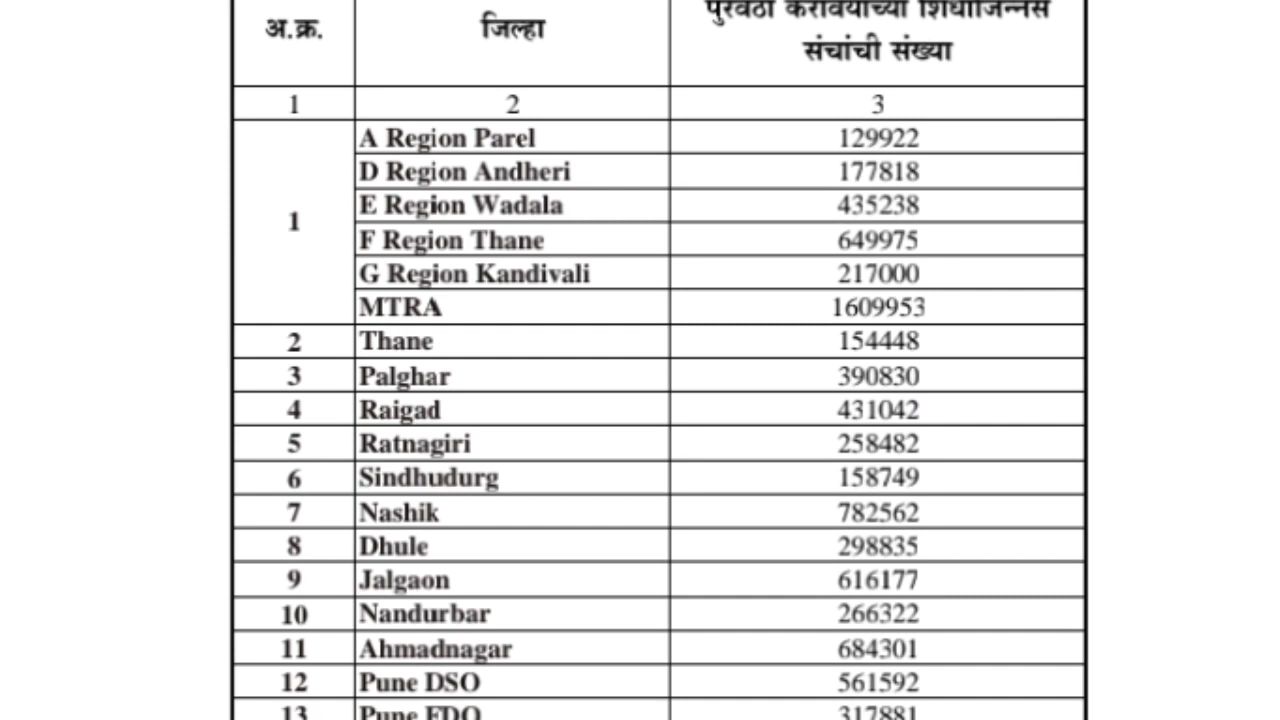 अ.क्र. जिल्हा पुरवठा करावयाच्या शिधाजिन्नस
संचांची संख्या
1 2 3
1
A Region Parel 129922
D Region Andheri 177818
E Region Wadala 435238
F Region Thane 649975
G Region Kandivali 217000
MTRA 1609953
2 Thane 154448
3 Palghar 390830
4 Raigad 431042
5 Ratnagiri 258482
6 Sindhudurg 158749
7 Nashik 782562
8 Dhule 298835
9 Jalgaon 616177
10 Nandurbar 266322
11 Ahmadnagar 684301
12 Pune DSO 561592
13 Pune FDO 317881